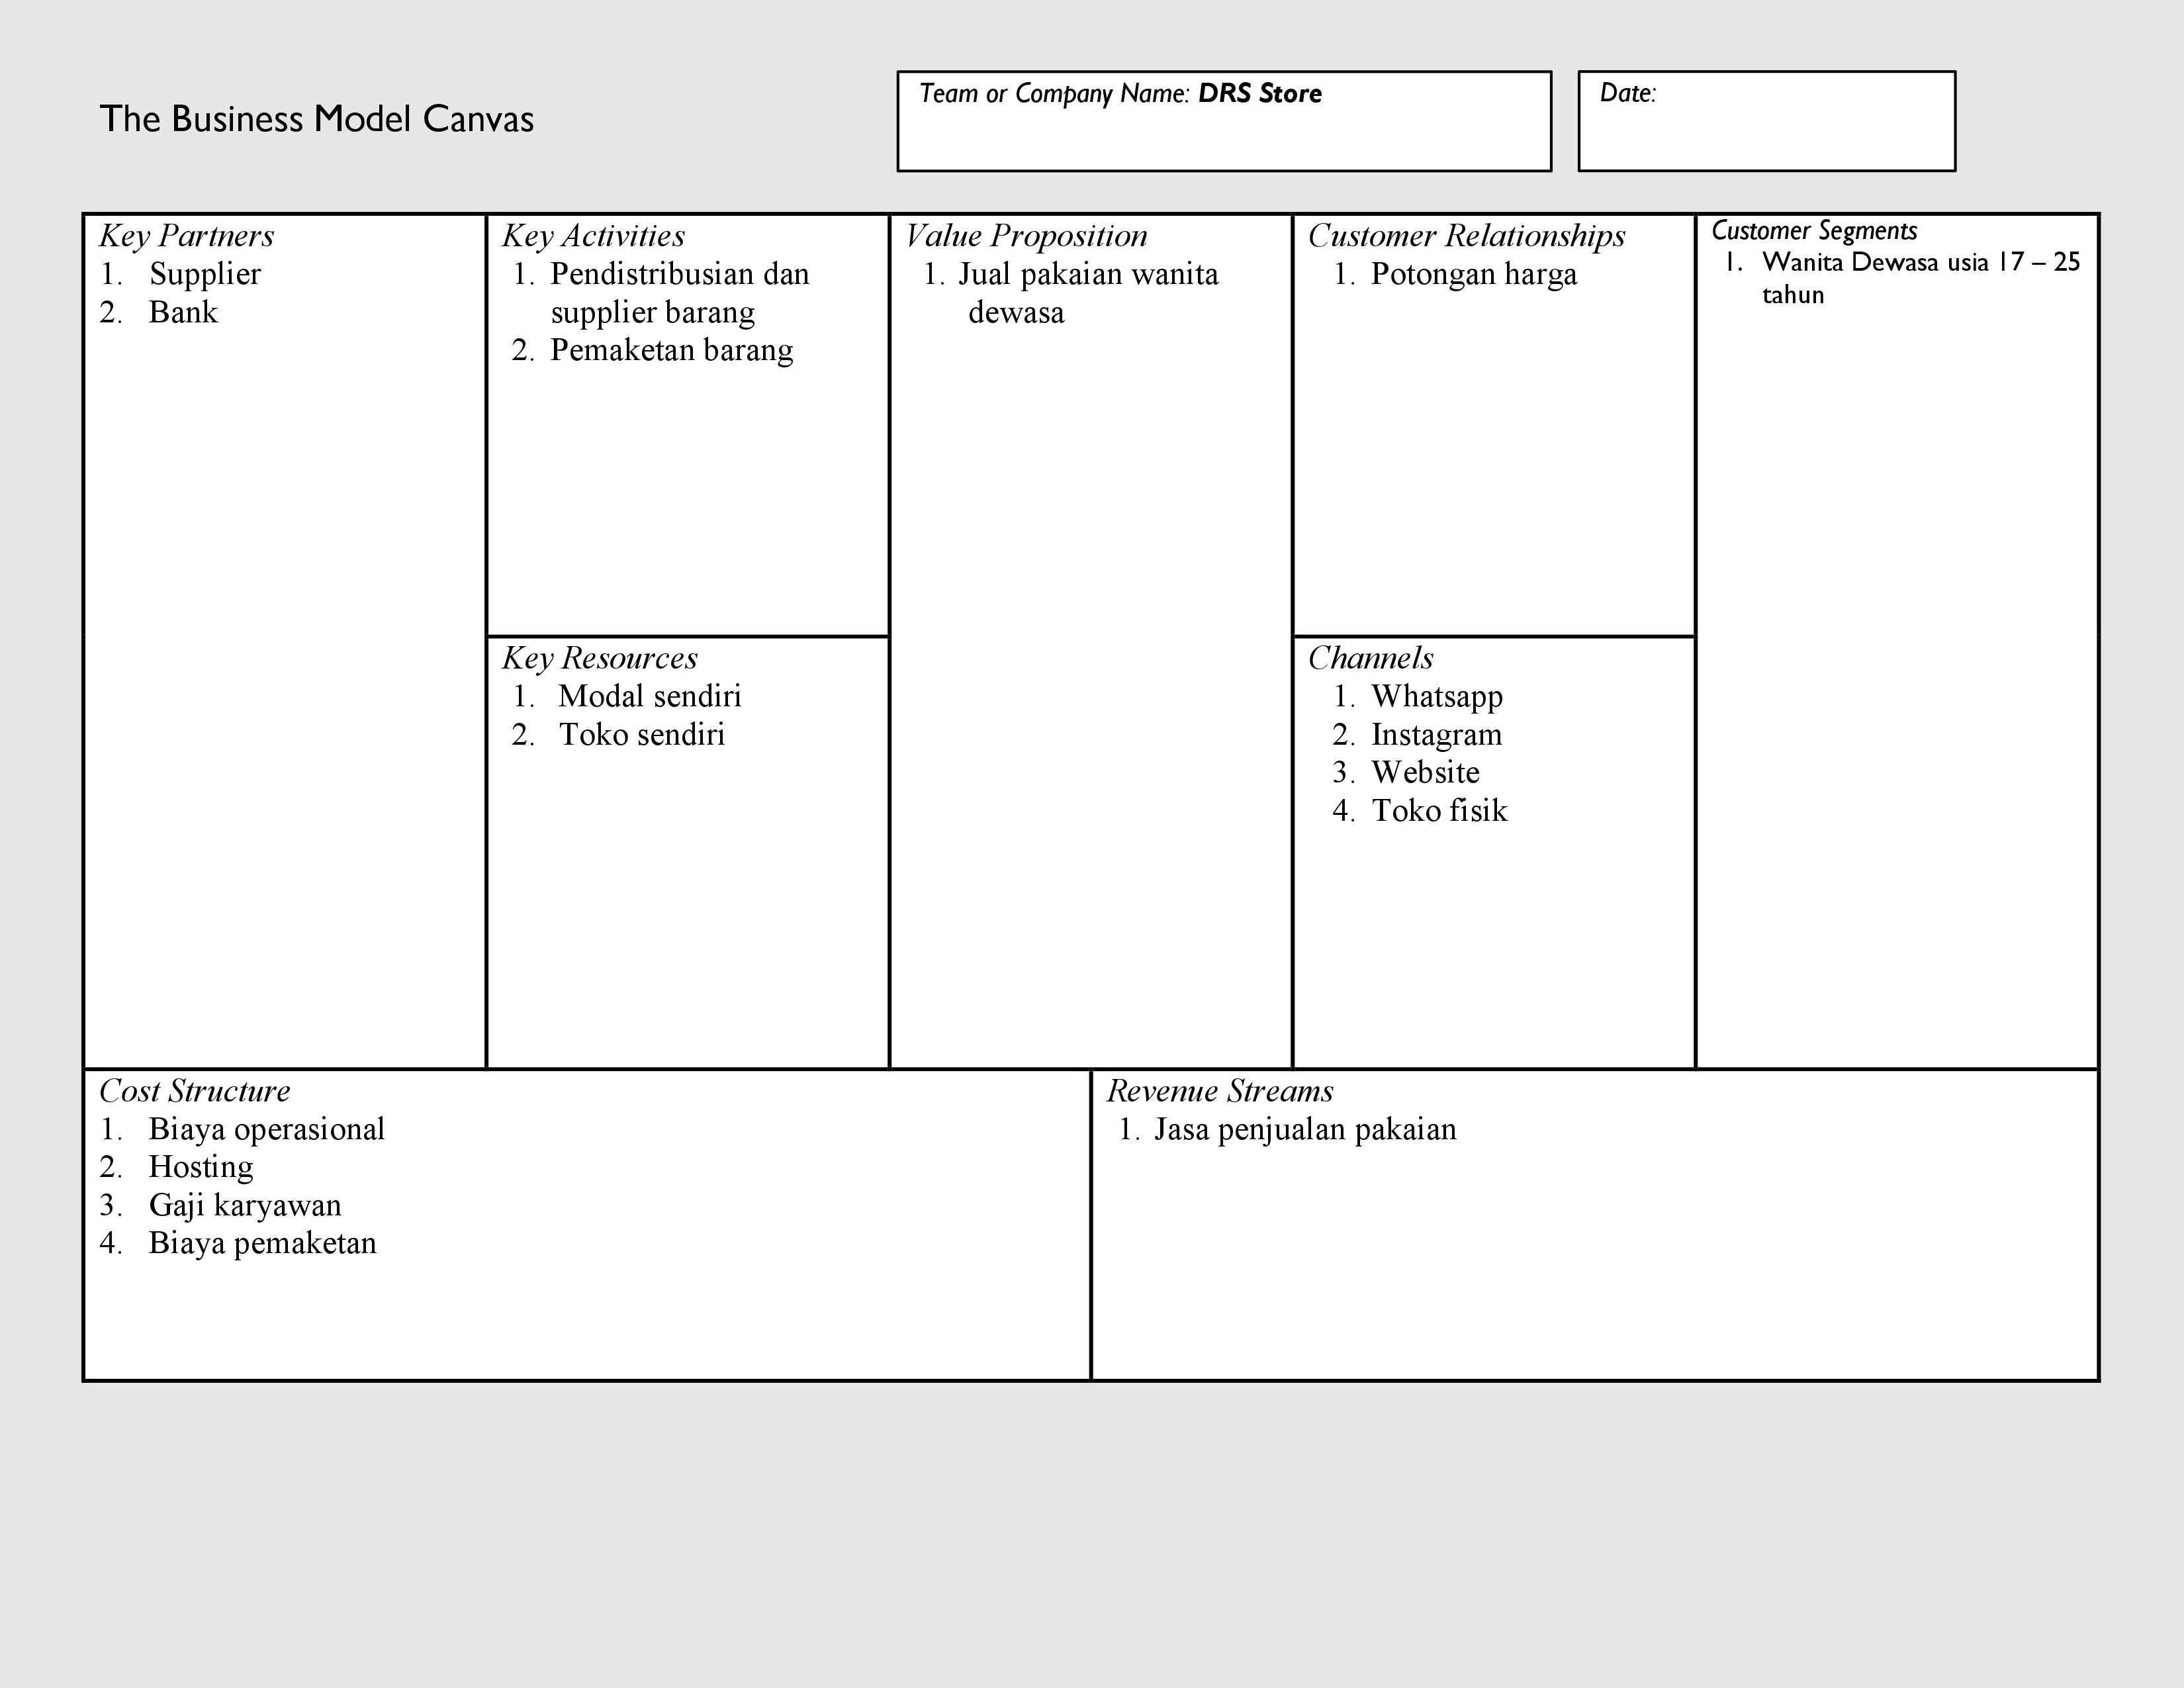 The Business Model Canvas
Team or Company Name: DRS Store
Date:
Key Partners
1. Supplier
2. Bank
Key Activities
1. Pendistribusian dan
supplier barang
2. Pemaketan barang
Key Resources
1. Modal sendiri
2. Toko sendiri
Value Proposition
1. Jual pakaian wanita
dewasa
Customer Relationships
1. Potongan harga
Channels
1. Whatsapp
2. Instagram
3. Website
4. Toko fisik
Customer Segments
1. Wanita Dewasa usia 17 – 25
tahun
Cost Structure
1. Biaya operasional
2. Hosting
3. Gaji karyawan
4. Biaya pemaketan
Revenue Streams
1. Jasa penjualan pakaian